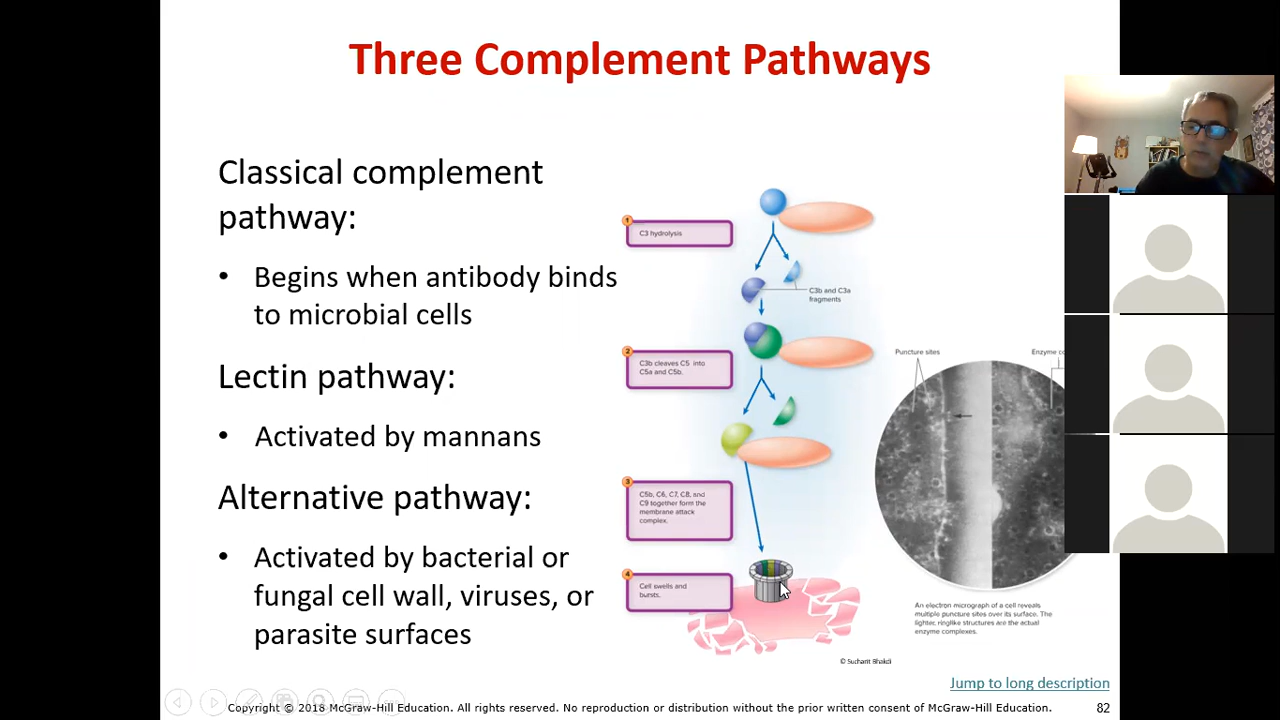 Three Complement Pathways
Classical complement
pathway:
• Begins when antibody binds
to microbial cells
Lectin pathway:
• Activated by mannans
Alternative pathway:
• Activated by bacterial or
fungal cell wall, viruses, or
parasite surfaces
1
C3 hydrolysis
C3b and C3a
fragments
2
C3b cleaves C5 into
C5a and C5b.
3
C5b, C6, C7, C8, and
C9 together form the
membrane attack
complex.
4
Cell swells and
bursts.
Puncture sites
Enzyme
An electron micrograph of a cell reveals
multiple puncture sites over its surface. The
lighter, ringlike structures are the actual
enzyme complexes.
© Sucharit Bhakdi
Jump to long description
Copyright © 2018 McGraw-Hill Education. All rights reserved. No reproduction or distribution without the prior written consent of McGraw-Hill Education.
82